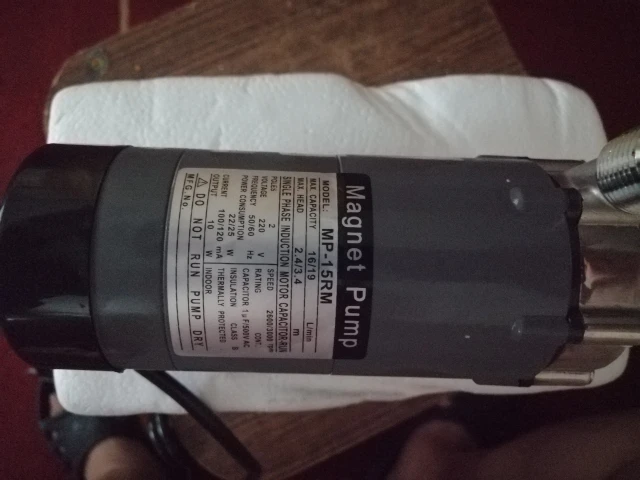 Magnet Pump
MODEL: MP-15RM
MAX. CAPACITY 16/19 L/min
MAX. HEAD 2.4/3.4 m
SINGLE PHASE INDUCTION MOTOR CAPACITOR-RUN
POLES 2 SPEED 2600/3000 rpm
VOLTAGE 220 V RATING CONT.
FREQUENCY 50/60 Hz CAPACITOR 1μF/500V AC
POWER CONSUMPTION 22/25 W INSULATION CLASS B
CURRENT 100/120 mA THERMALLY PROTECTED
OUTPUT 10 W INDOOR
⚠ DO NOT RUN PUMP DRY
M.F.G. No.